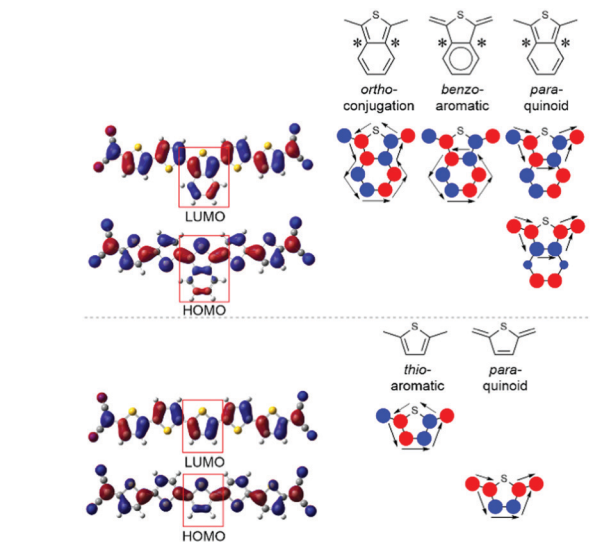 S
S
S
*
*
*
*
*
*
ortho-
conjugation
benzo-
aromatic
para-
quinoid
S
S
S
LUMO
S
HOMO
S
S
thio-
aromatic
para-
quinoid
S
LUMO
S
HOMO